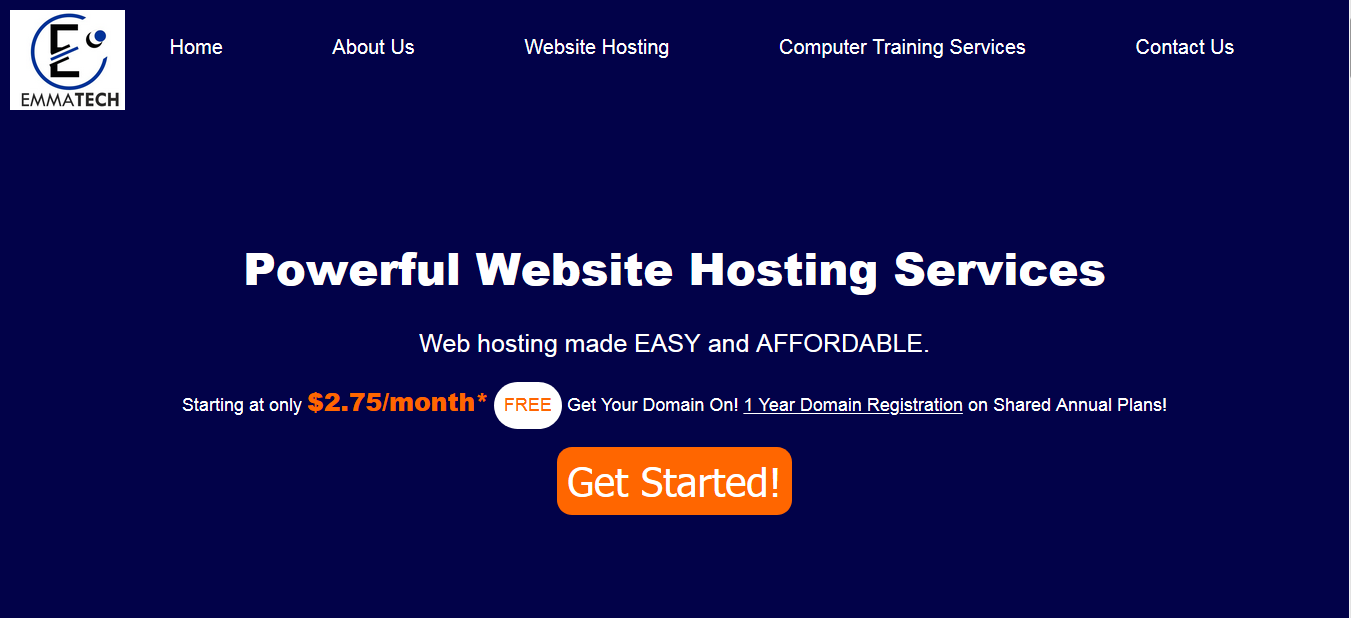 EMMATECH
Home About Us Website Hosting Computer Training Services Contact Us
Powerful Website Hosting Services
Web hosting made EASY and AFFORDABLE.
Starting at only $2.75/month* FREE Get Your Domain On! 1 Year Domain Registration on Shared Annual Plans!
Get Started!